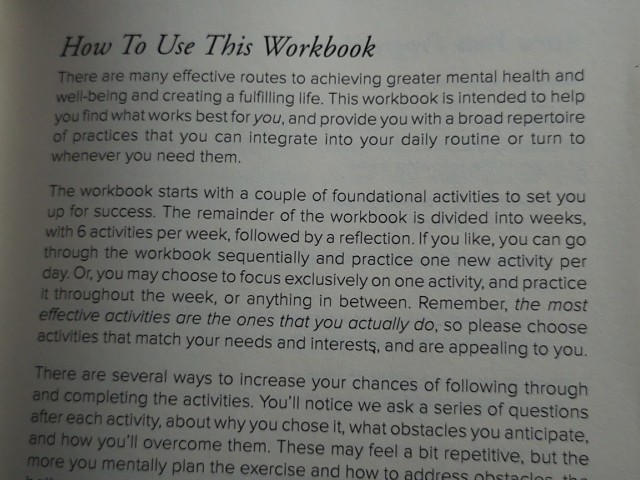 How To Use This Workbook
There are many effective routes to achieving greater mental health and
well-being and creating a fulfilling life. This workbook is intended to help
you find what works best for you, and provide you with a broad repertoire
of practices that you can integrate into your daily routine or turn to
whenever you need them.
The workbook starts with a couple of foundational activities to set you
up for success. The remainder of the workbook is divided into weeks,
with 6 activities per week, followed by a reflection. If you like, you can go
through the workbook sequentially and practice one new activity per
day. Or, you may choose to focus exclusively on one activity, and practice
it throughout the week, or anything in between. Remember, the most
effective activities are the ones that you actually do, so please choose
activities that match your needs and interests, and are appealing to you.
There are several ways to increase your chances of following through
and completing the activities. You'll notice we ask a series of questions
after each activity, about why you chose it, what obstacles you anticipate,
and how you'll overcome them. These may feel a bit repetitive, but the
more you mentally plan the exercise and how to address obstacles, the